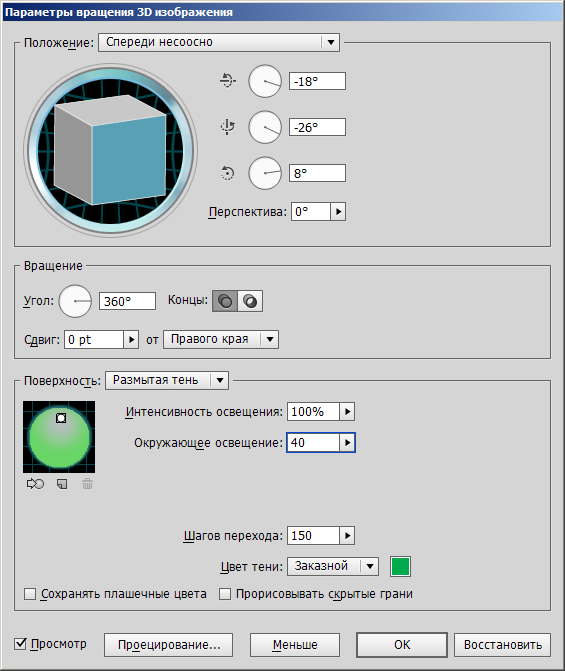 Параметры вращения 3D изображения
Положение: Спереди несоосно
-18°
-26°
8°
Перспектива: 0°
Вращение
Угол: 360° Концы:
Сдвиг: 0 pt от Правого края
Поверхность: Размытая тень
Интенсивность освещения: 100%
Окружающее освещение: 40
Шагов перехода: 150
Цвет тени: Заказной
Сохранять плашечные цвета Прорисовывать скрытые грани
Просмотр Проецирование... Меньше OK Восстановить